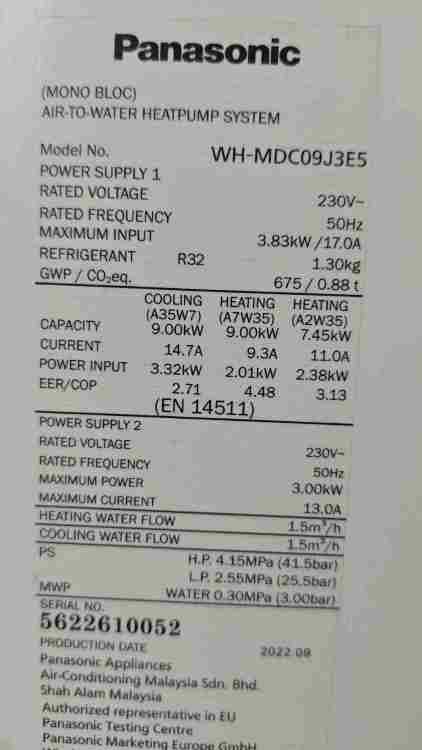 Panasonic
(MONO BLOC)
AIR-TO-WATER HEATPUMP SYSTEM
Model No. WH-MDC09J3E5
POWER SUPPLY 1
RATED VOLTAGE 230V~
RATED FREQUENCY 50Hz
MAXIMUM INPUT 3.83kW /17.0A
REFRIGERANT R32 1.30kg
GWP / CO₂eq. 675 / 0.88 t
COOLING HEATING HEATING
(A35W7) (A7W35) (A2W35)
CAPACITY 9.00kW 9.00kW 7.45kW
CURRENT 14.7A 9.3A 11.0A
POWER INPUT 3.32kW 2.01kW 2.38kW
EER/COP 2.71 4.48 3.13
(EN 14511)
POWER SUPPLY 2
RATED VOLTAGE 230V~
RATED FREQUENCY 50Hz
MAXIMUM POWER 3.00kW
MAXIMUM CURRENT 13.0A
HEATING WATER FLOW 1.5m³/h
COOLING WATER FLOW 1.5m³/h
PS H.P. 4.15MPa (41.5bar)
L.P. 2.55MPa (25.5bar)
MWP WATER 0.30MPa (3.00bar)
SERIAL NO.
5622610052
PRODUCTION DATE 2022 09
Panasonic Appliances
Air-Conditioning Malaysia Sdn. Bhd.
Shah Alam Malaysia
Authorized representative in EU
Panasonic Testing Centre
Panasonic Marketing Europe GmbH